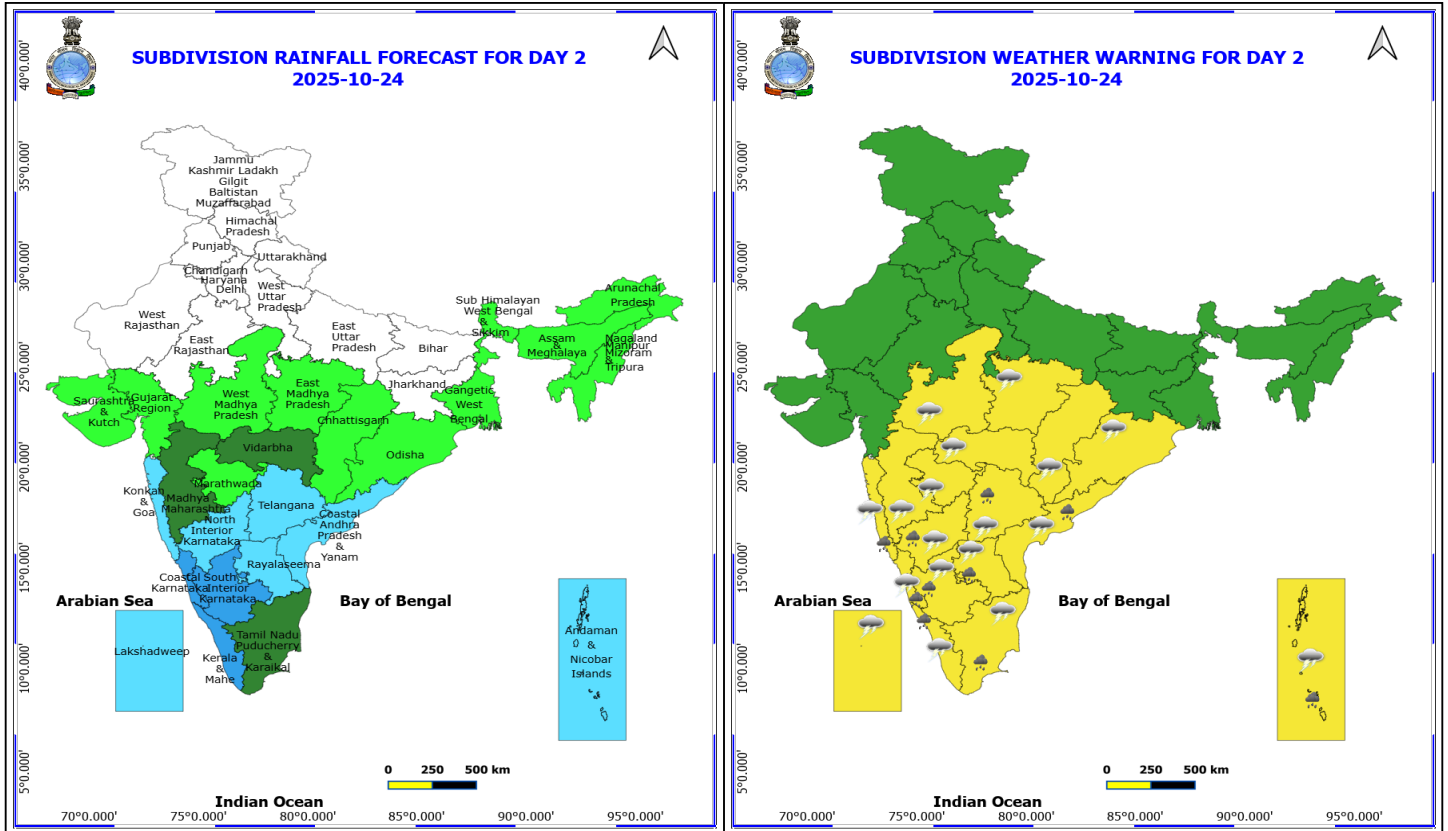 SUBDIVISION RAINFALL FORECAST FOR DAY 2
2025-10-24
40°0.000'
35°0.000'
30°0.000'
25°0.000'
20°0.000'
15°0.000'
10°0.000'
5°0.000'
Jammu
Kashmir Ladakh
Gilgit
Baltistan
Muzaffarabad
Himachal
Pradesh
Punjab
Uttarakhand
Chandigarh
Haryana
Delhi
West
Uttar
Pradesh
West
Rajasthan
East
Rajasthan
East
Uttar
Pradesh
Bihar
Sub Himalayan
West Bengal
&
Sikkim
Arunachal
Pradesh
Assam
&
Meghalaya
Nagaland
Manipur
Mizoram
&
Tripura
Jharkhand
Gangetic
West
Bengal
Saurashtra
&
Kutch
Gujarat
Region
West
Madhya
Pradesh
East
Madhya
Pradesh
Chhattisgarh
Odisha
Vidarbha
Marathwada
Konkan
&
Goa
Madhya
Maharashtra
North
Interior
Karnataka
Telangana
Coastal
Andhra
Pradesh
&
Yanam
Rayalaseema
Coastal
Karnataka
South
Interior
Karnataka
Arabian Sea
Bay of Bengal
Lakshadweep
Kerala
&
Mahe
Tamil Nadu
Puducherry
&
Karaikal
Andaman
&
Nicobar
Islands
0 250 500 km
Indian Ocean
70°0.000' 75°0.000' 80°0.000' 85°0.000' 90°0.000' 95°0.000'
SUBDIVISION WEATHER WARNING FOR DAY 2
2025-10-24
40°0.000'
35°0.000'
30°0.000'
25°0.000'
20°0.000'
15°0.000'
10°0.000'
5°0.000'
Arabian Sea
Bay of Bengal
0 250 500 km
Indian Ocean
70°0.000' 75°0.000' 80°0.000' 85°0.000' 90°0.000' 95°0.000'